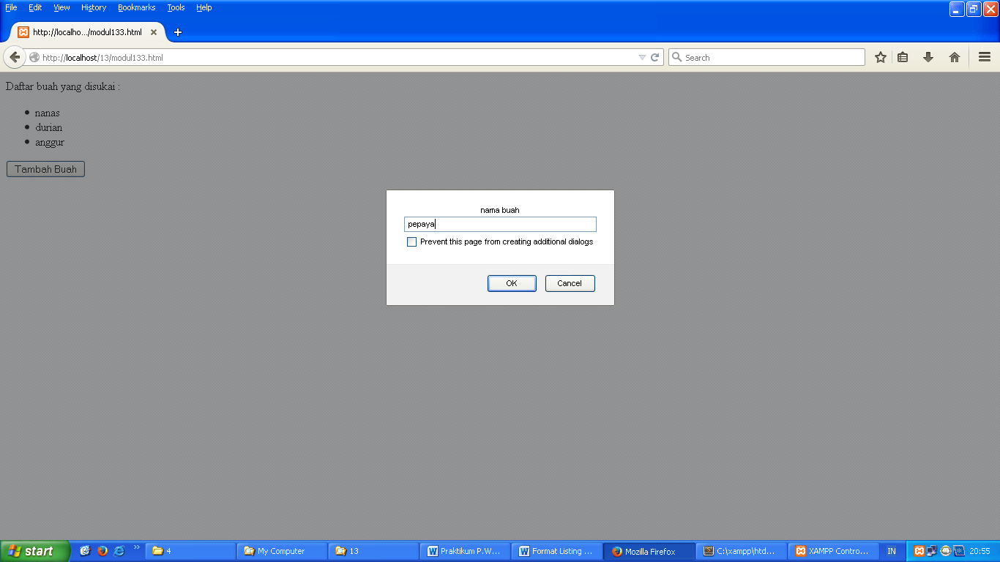 File Edit View History Bookmarks Tools Help
http://localho.../modul133.html
http://localhost/13/modul133.html
Search
Daftar buah yang disukai :
nanas
durian
anggur
Tambah Buah
nama buah
pepaya
Prevent this page from creating additional dialogs
OK Cancel
start 4 My Computer 13 Praktikum P.W... Format Listing ... Mozilla Firefox C:\xampp\htd... XAMPP Contro... IN 20:55